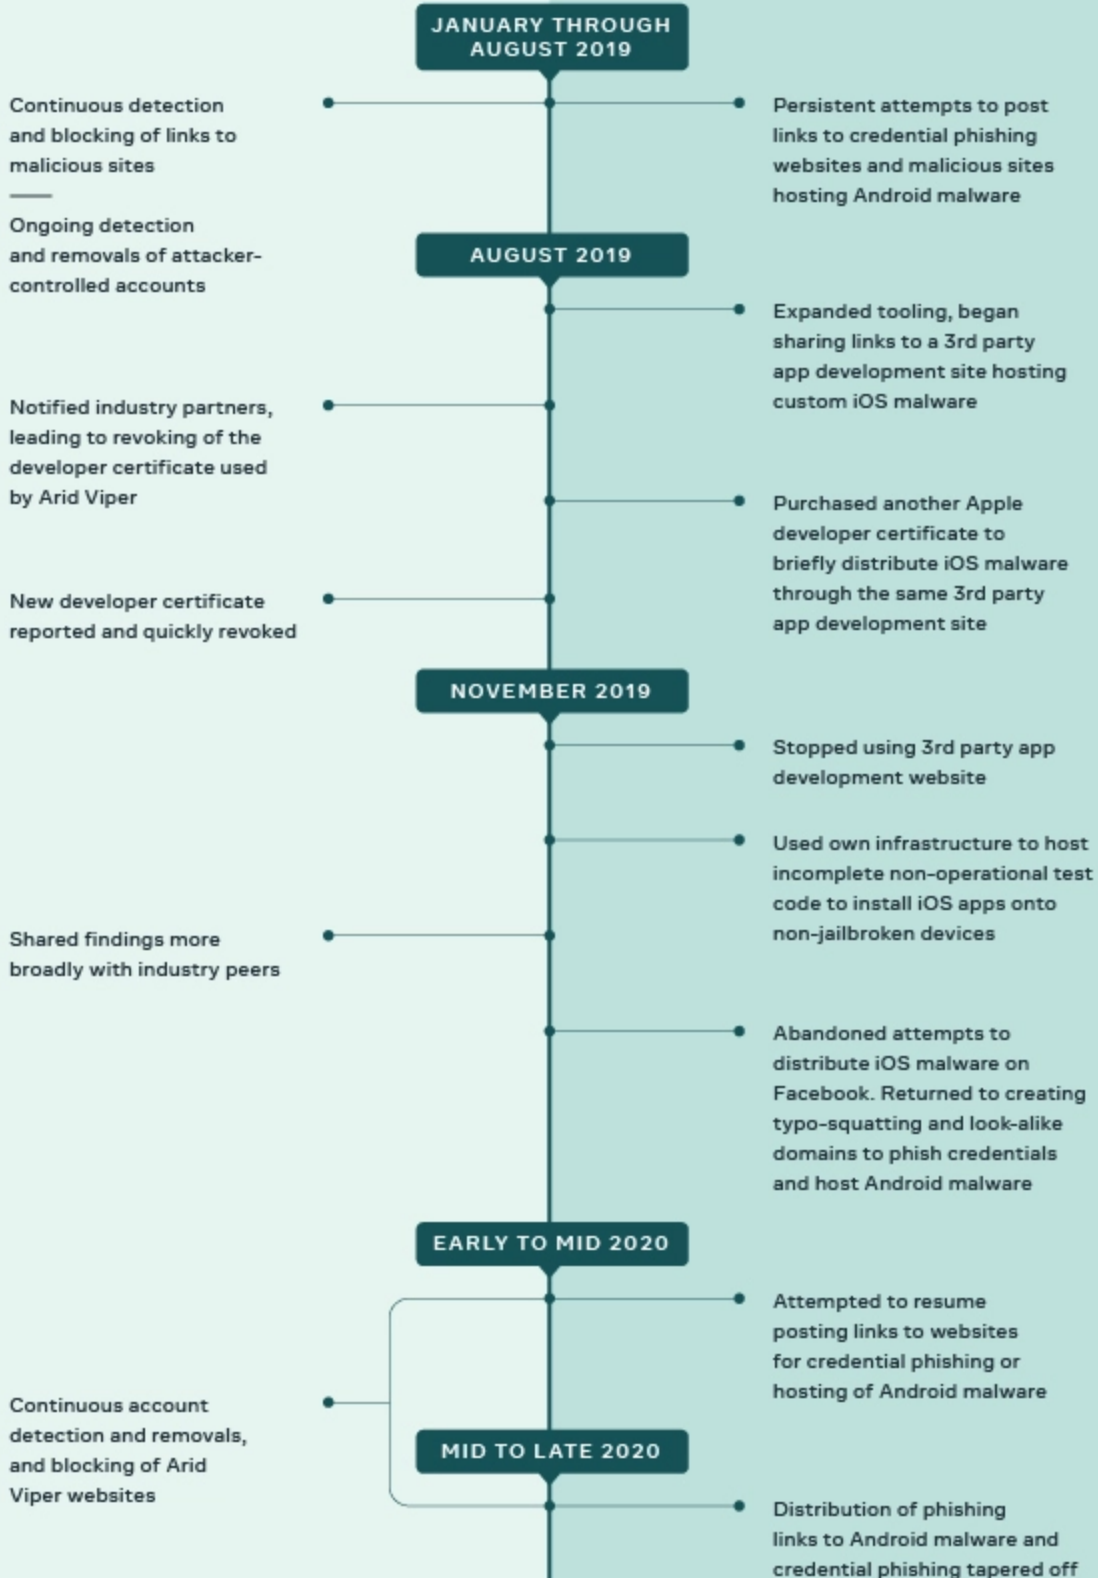 JANUARY THROUGH
AUGUST 2019
Continuous detection
and blocking of links to
malicious sites
Ongoing detection
and removals of attacker-
controlled accounts
Persistent attempts to post
links to credential phishing
websites and malicious sites
hosting Android malware
AUGUST 2019
Expanded tooling, began
sharing links to a 3rd party
app development site hosting
custom iOS malware
Notified industry partners,
leading to revoking of the
developer certificate used
by Arid Viper
Purchased another Apple
developer certificate to
briefly distribute iOS malware
through the same 3rd party
app development site
New developer certificate
reported and quickly revoked
NOVEMBER 2019
Stopped using 3rd party app
development website
Used own infrastructure to host
incomplete non-operational test
code to install iOS apps onto
non-jailbroken devices
Shared findings more
broadly with industry peers
Abandoned attempts to
distribute iOS malware on
Facebook. Returned to creating
typo-squatting and look-alike
domains to phish credentials
and host Android malware
EARLY TO MID 2020
Attempted to resume
posting links to websites
for credential phishing or
hosting of Android malware
Continuous account
detection and removals,
and blocking of Arid
Viper websites
MID TO LATE 2020
Distribution of phishing
links to Android malware and
credential phishing tapered off